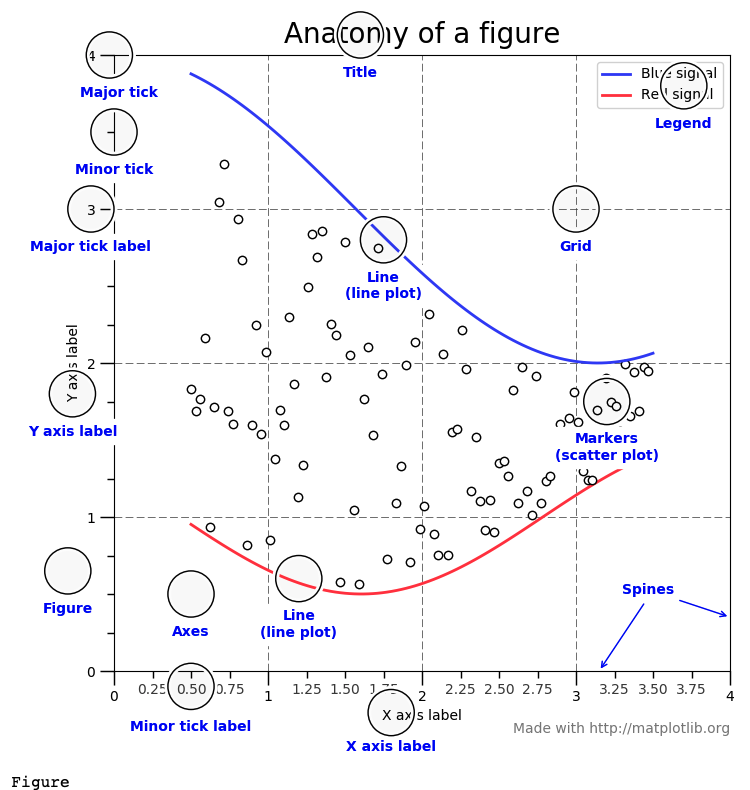 Anatomy of a figure
4
Title
Blue signal
Red signal
Major tick
Legend
Minor tick
3
Major tick label
Grid
Line
(line plot)
Y axis label
2
Y axis label
Markers
(scatter plot)
1
Figure
Axes
Line
(line plot)
Spines
0
0 0.25 0.50 0.75 1 1.25 1.50 1.75 2 2.25 2.50 2.75 3 3.25 3.50 3.75 4
X axis label
Minor tick label
Made with http://matplotlib.org
X axis label
Figure